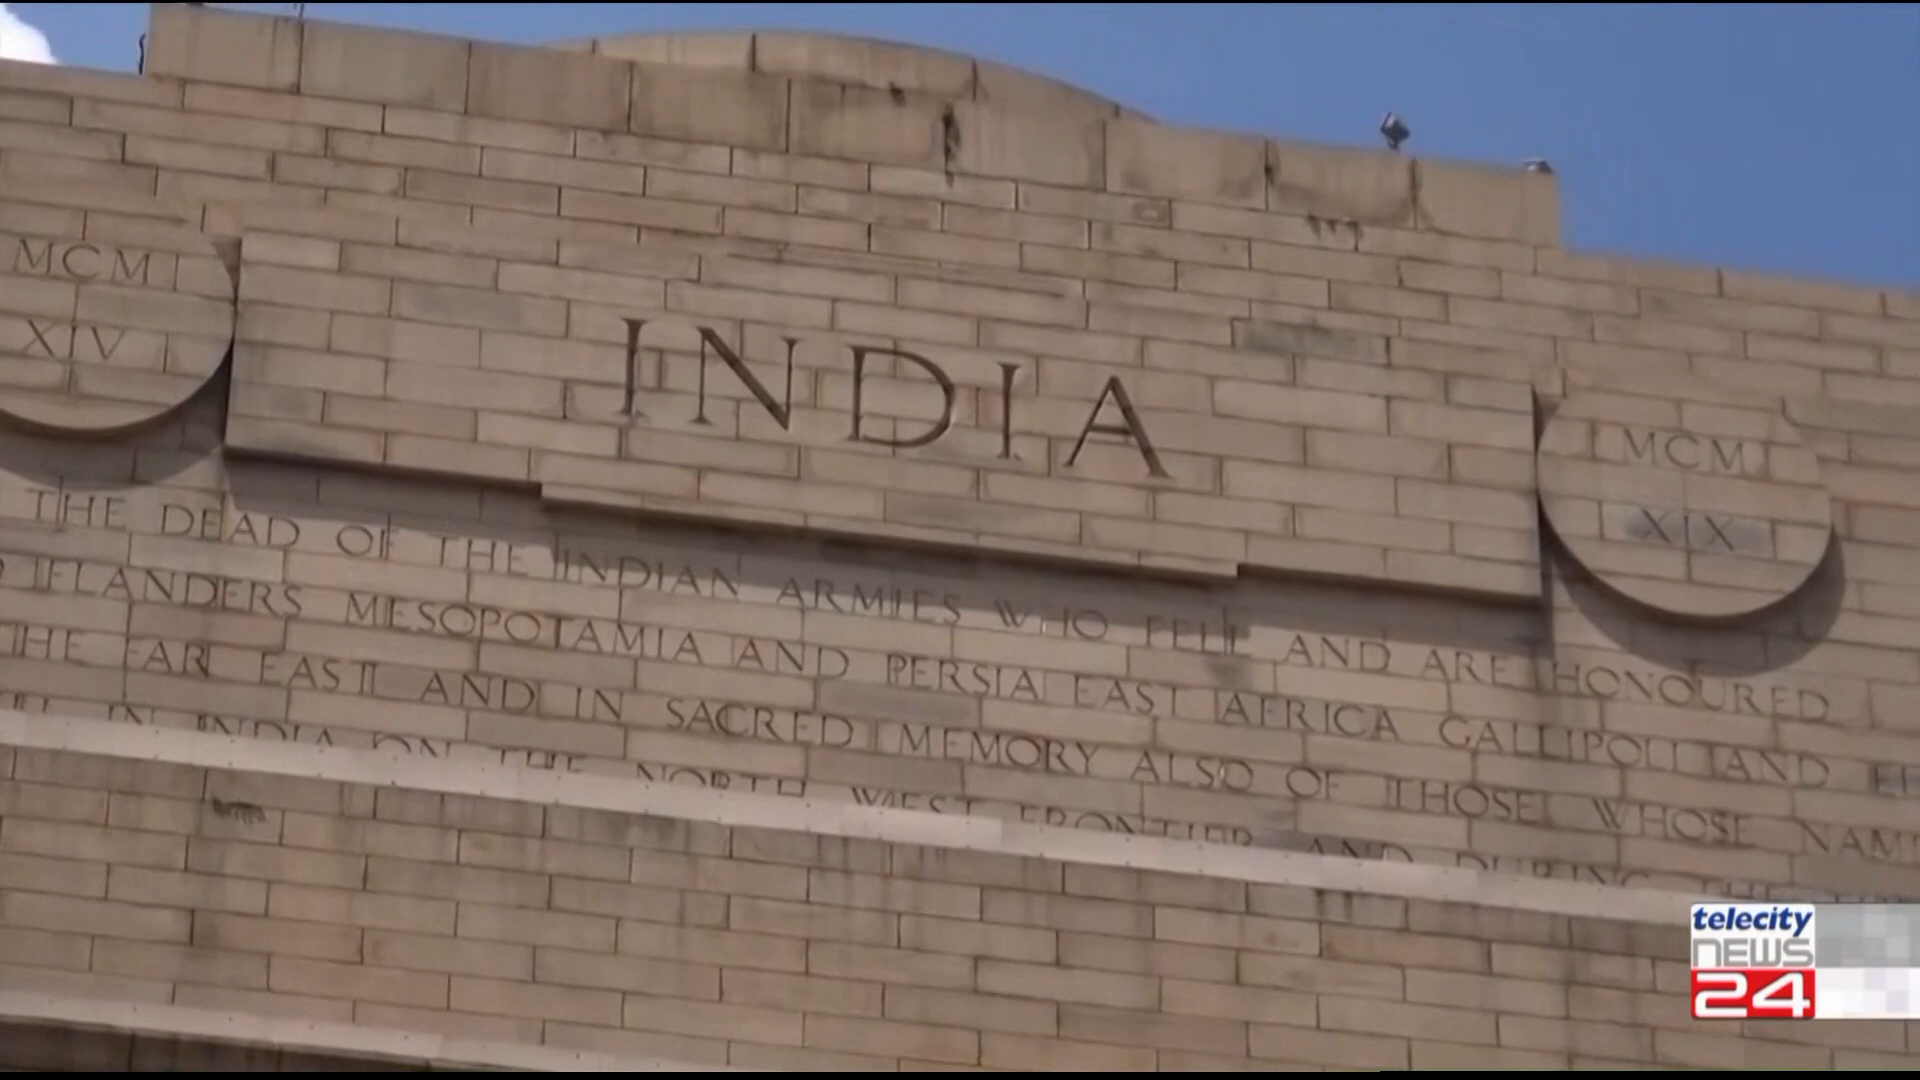 INDIA
MCM
XIV
MCM
XIX
THE DEAD OF THE INDIAN ARMIES WHO FELL AND ARE HONOURED
FLANDERS MESOPOTAMIA AND PERSIA EAST AFRICA GALLIPOLI AND
THE FAR EAST AND IN SACRED MEMORY ALSO OF THOSE WHOSE NAM
IN INDIA ON THE NORTH WEST FRONTIER AND DURING THE
telecity
NEWS
24